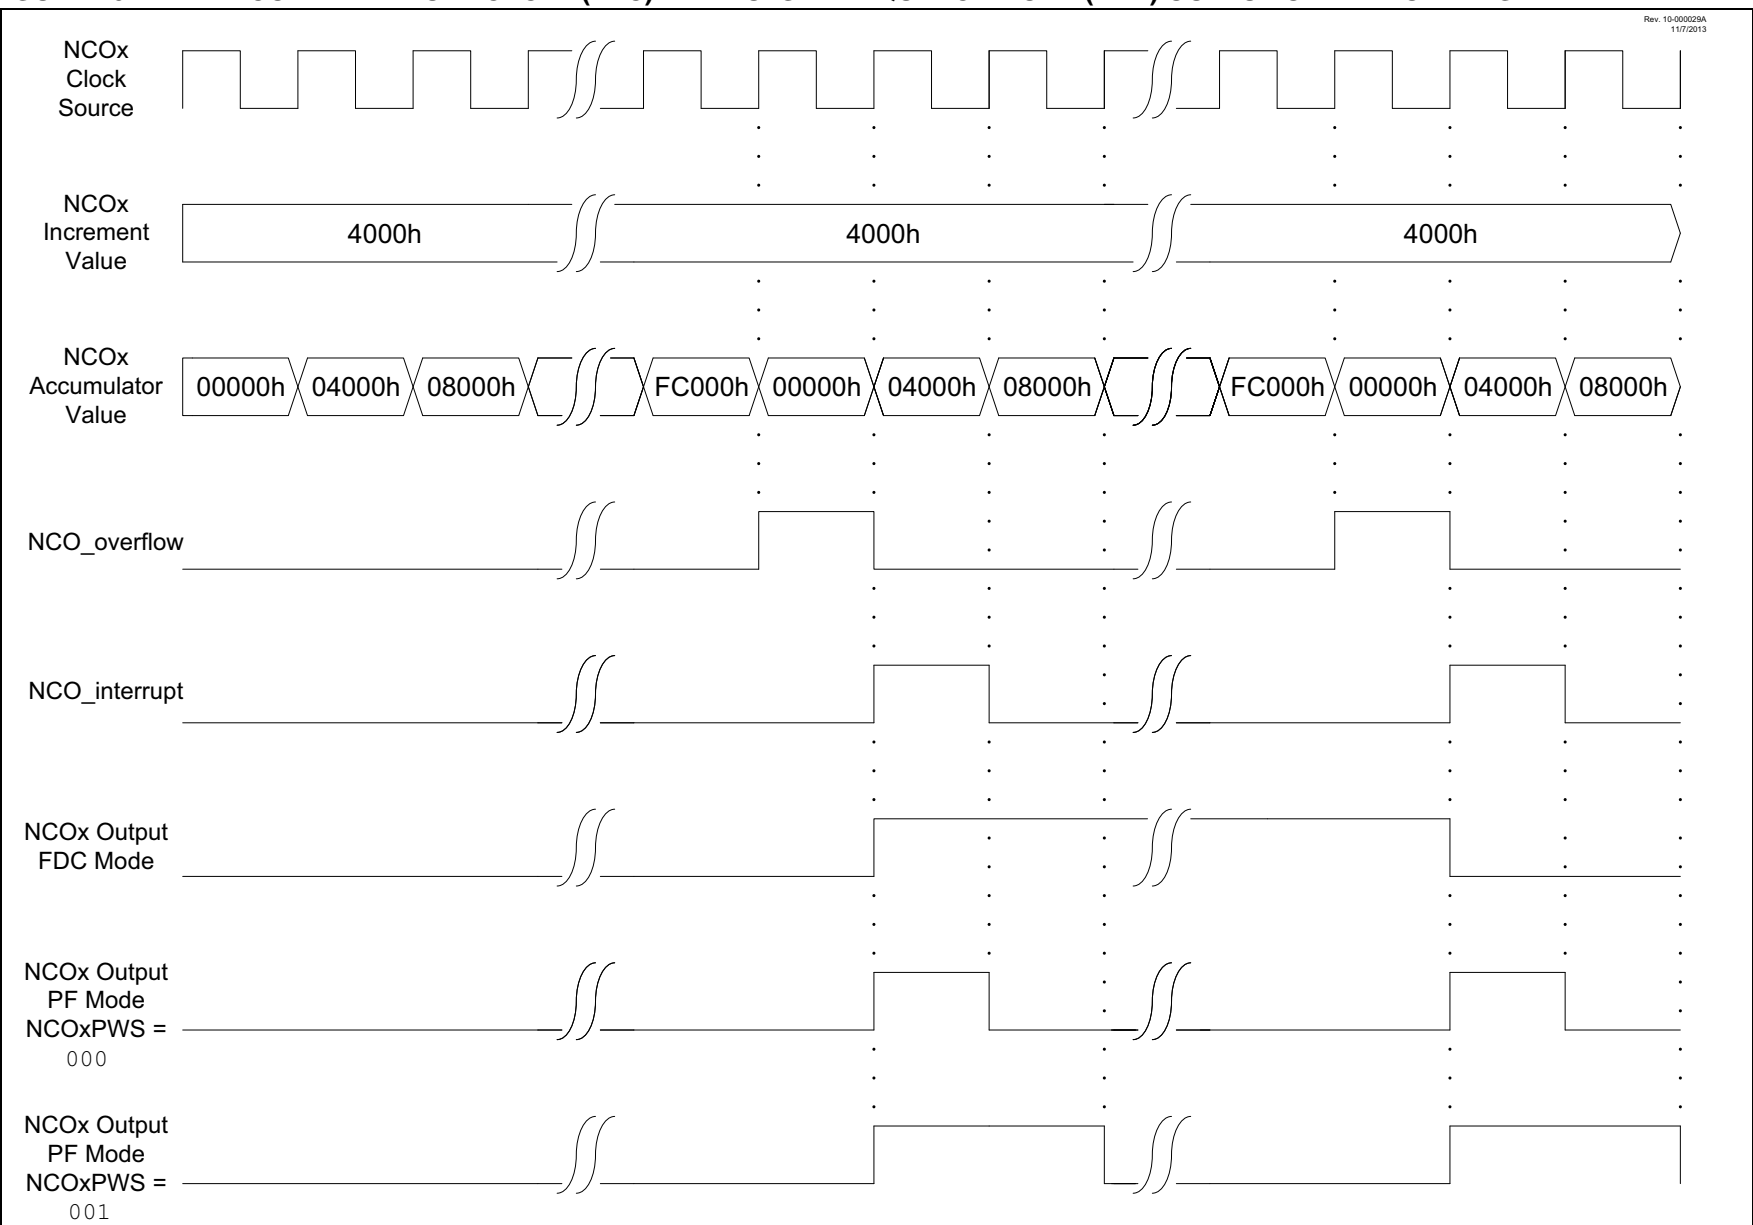 Rev. 10-000029A
11/7/2013
NCOx
Clock
Source
NCOx
Increment
Value
4000h
4000h
4000h
NCOx
Accumulator
Value
00000h 04000h 08000h FC000h 00000h 04000h 08000h FC000h 00000h 04000h 08000h
NCO_overflow
NCO_interrupt
NCOx Output
FDC Mode
NCOx Output
PF Mode
NCOxPWS =
000
NCOx Output
PF Mode
NCOxPWS =
001